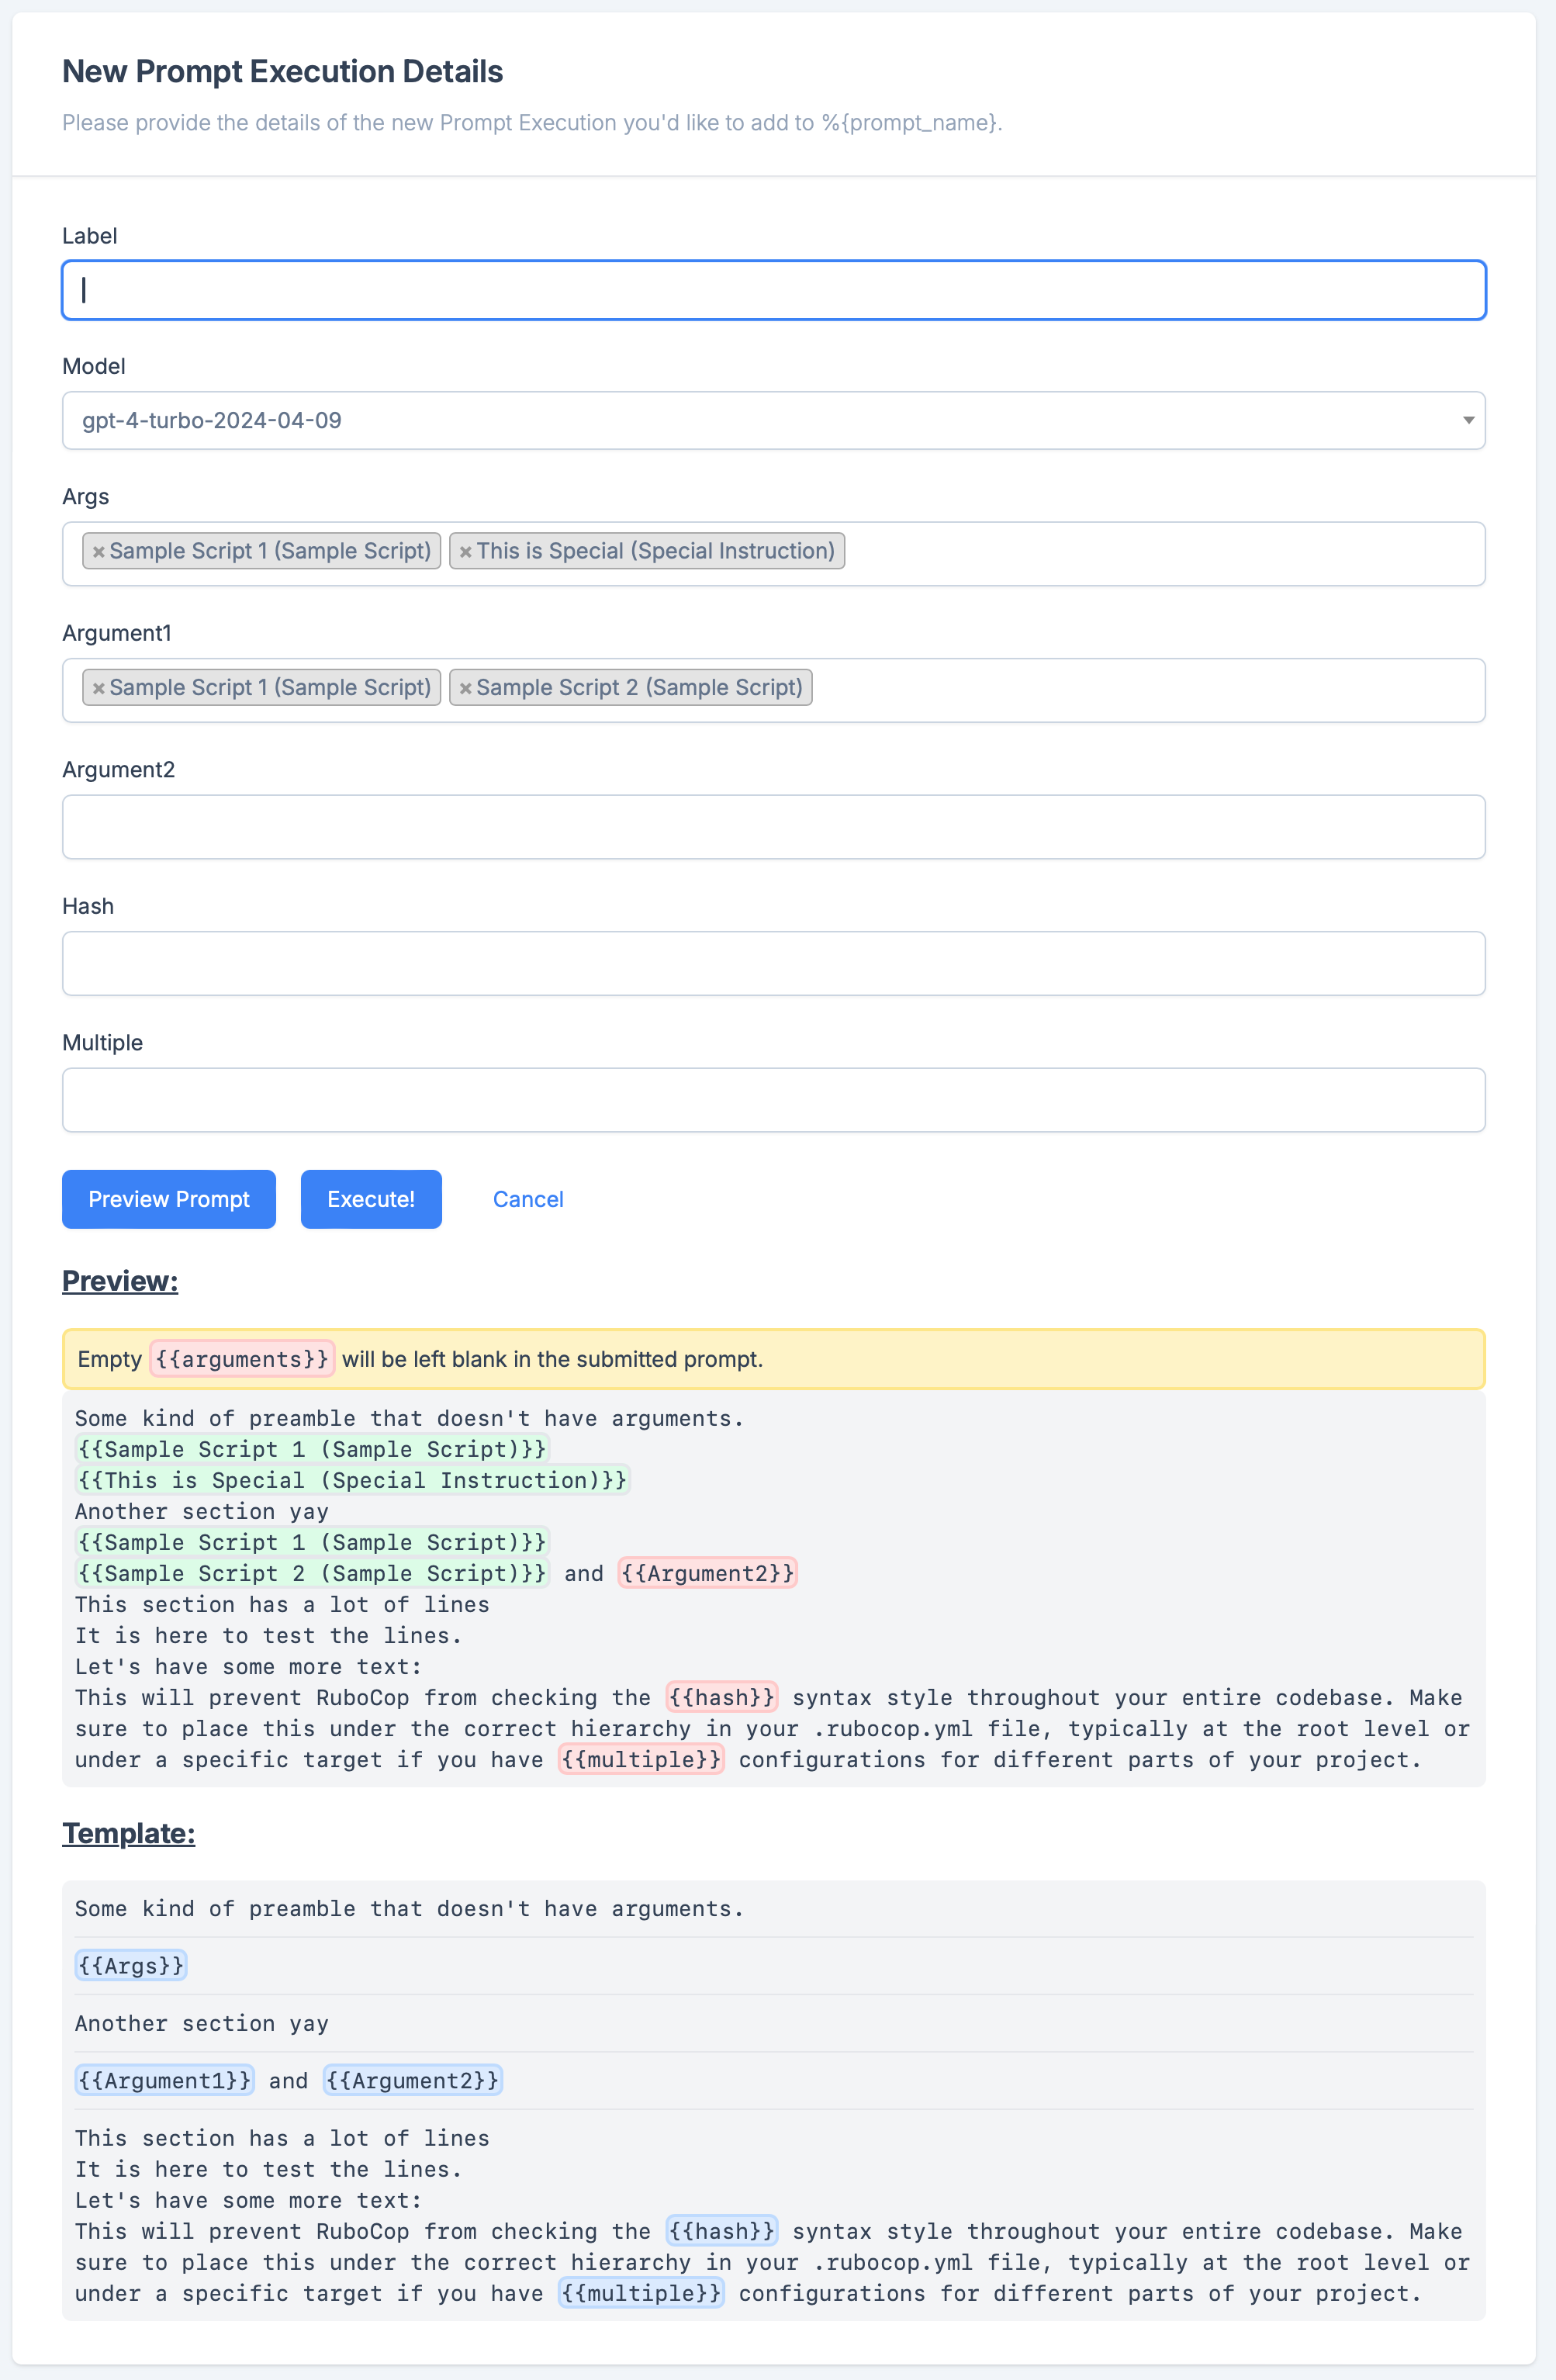 New Prompt Execution Details
Please provide the details of the new Prompt Execution you'd like to add to %{prompt_name}.
Label
Model
gpt-4-turbo-2024-04-09
Args
×Sample Script 1 (Sample Script) ×This is Special (Special Instruction)
Argument1
×Sample Script 1 (Sample Script) ×Sample Script 2 (Sample Script)
Argument2
Hash
Multiple
Preview Prompt Execute! Cancel
Preview:
Empty {{arguments}} will be left blank in the submitted prompt.
Some kind of preamble that doesn't have arguments.
{{Sample Script 1 (Sample Script)}}
{{This is Special (Special Instruction)}}
Another section yay
{{Sample Script 1 (Sample Script)}}
{{Sample Script 2 (Sample Script)}} and {{Argument2}}
This section has a lot of lines
It is here to test the lines.
Let's have some more text:
This will prevent RuboCop from checking the {{hash}} syntax style throughout your entire codebase. Make
sure to place this under the correct hierarchy in your .rubocop.yml file, typically at the root level or
under a specific target if you have {{multiple}} configurations for different parts of your project.
Template:
Some kind of preamble that doesn't have arguments.
{{Args}}
Another section yay
{{Argument1}} and {{Argument2}}
This section has a lot of lines
It is here to test the lines.
Let's have some more text:
This will prevent RuboCop from checking the {{hash}} syntax style throughout your entire codebase. Make
sure to place this under the correct hierarchy in your .rubocop.yml file, typically at the root level or
under a specific target if you have {{multiple}} configurations for different parts of your project.